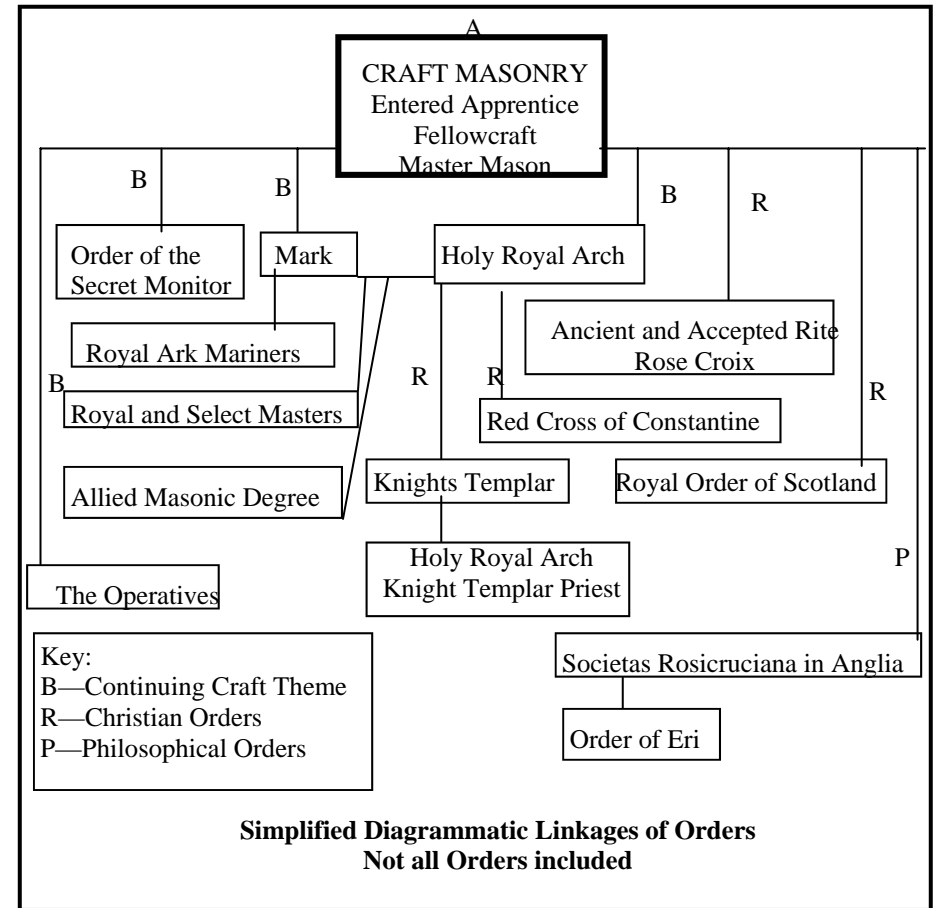 A
CRAFT MASONRY
Entered Apprentice
Fellowcraft
Master Mason
B
B
B
R
Order of the
Secret Monitor
Mark
Holy Royal Arch
Royal Ark Mariners
Ancient and Accepted Rite
Rose Croix
B
R
R
R
Royal and Select Masters
Red Cross of Constantine
Allied Masonic Degree
Knights Templar
Royal Order of Scotland
P
Holy Royal Arch
Knight Templar Priest
The Operatives
Key:
B—Continuing Craft Theme
R—Christian Orders
P—Philosophical Orders
Societas Rosicruciana in Anglia
Order of Eri
Simplified Diagrammatic Linkages of Orders
Not all Orders included